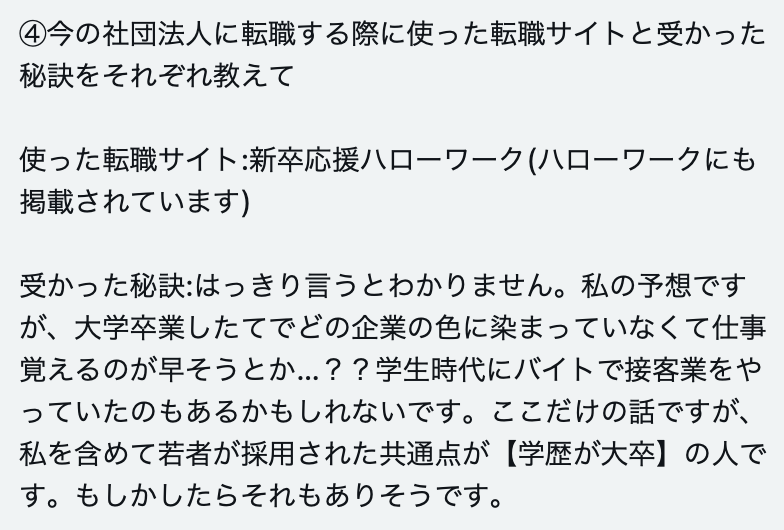 ④今の社団法人に転職する際に使った転職サイトと受かった
秘訣をそれぞれ教えて
使った転職サイト:新卒応援ハローワーク(ハローワークにも
掲載されています)
受かった秘訣:はっきり言うとわかりません。私の予想です
が、大学卒業したてでどの企業の色に染まっていなくて仕事
覚えるのが早そうとか...？？学生時代にバイトで接客業をや
っていたのもあるかもしれないです。ここだけの話ですが、
私を含めて若者が採用された共通点が【学歴が大卒】の人で
す。もしかしたらそれもありそうです。